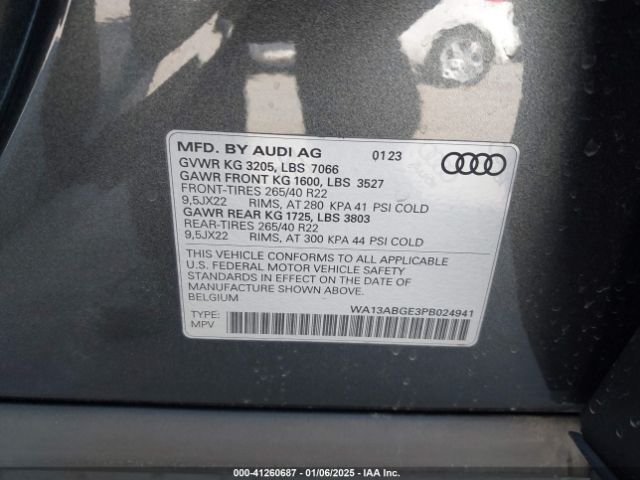 MFD. BY AUDI AG 0123
GVWR KG 3205, LBS 7066
GAWR FRONT KG 1600, LBS 3527
FRONT-TIRES 265/40 R22
9,5JX22 RIMS, AT 280 KPA 41 PSI COLD
GAWR REAR KG 1725, LBS 3803
REAR-TIRES 265/40 R22
9,5JX22 RIMS, AT 300 KPA 44 PSI COLD
THIS VEHICLE CONFORMS TO ALL APPLICABLE
U.S. FEDERAL MOTOR VEHICLE SAFETY
STANDARDS IN EFFECT ON THE DATE OF
MANUFACTURE SHOWN ABOVE.
BELGIUM
WA13ABGE3PB024941
TYPE:
MPV
000-41260687 - 01/06/2025 - IAA Inc.